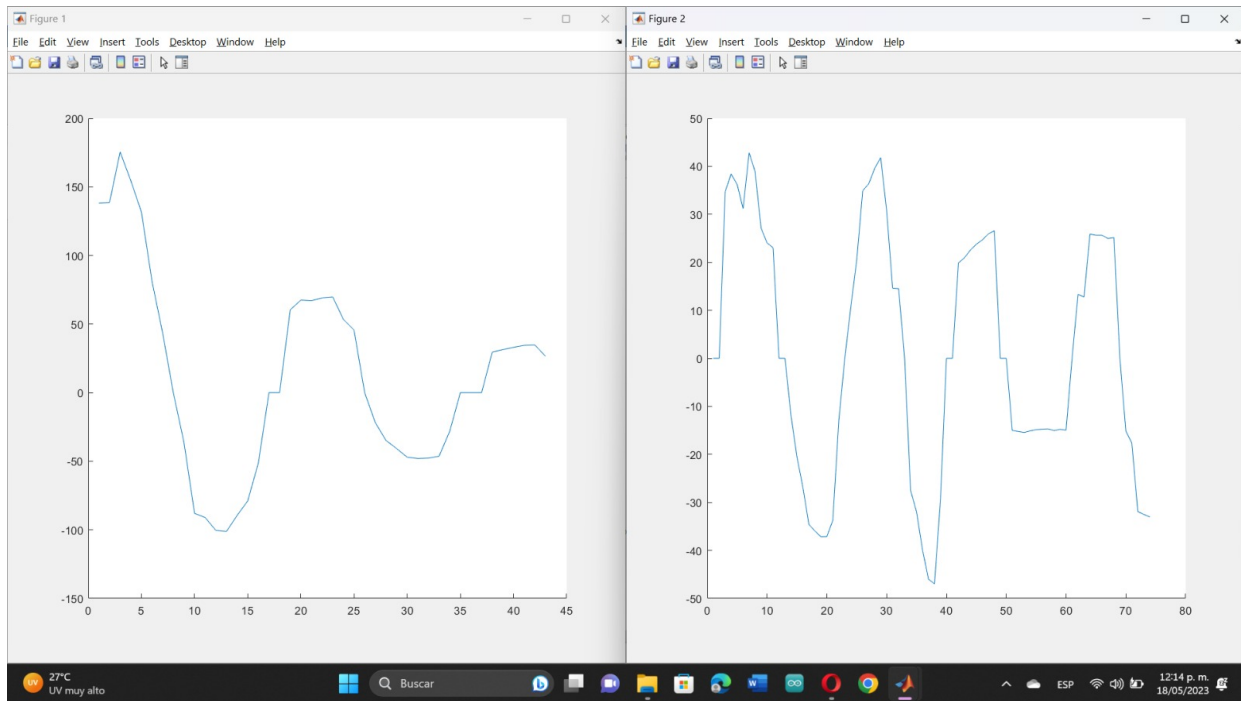 Figure 1
File Edit View Insert Tools Desktop Window Help
200
150
100
50
0
-50
-100
-150
0 5 10 15 20 25 30 35 40 45
Figure 2
File Edit View Insert Tools Desktop Window Help
50
40
30
20
10
0
-10
-20
-30
-40
-50
0 10 20 30 40 50 60 70 80
UV
27°C
UV muy alto
Buscar
ESP
12:14 p. m.
18/05/2023